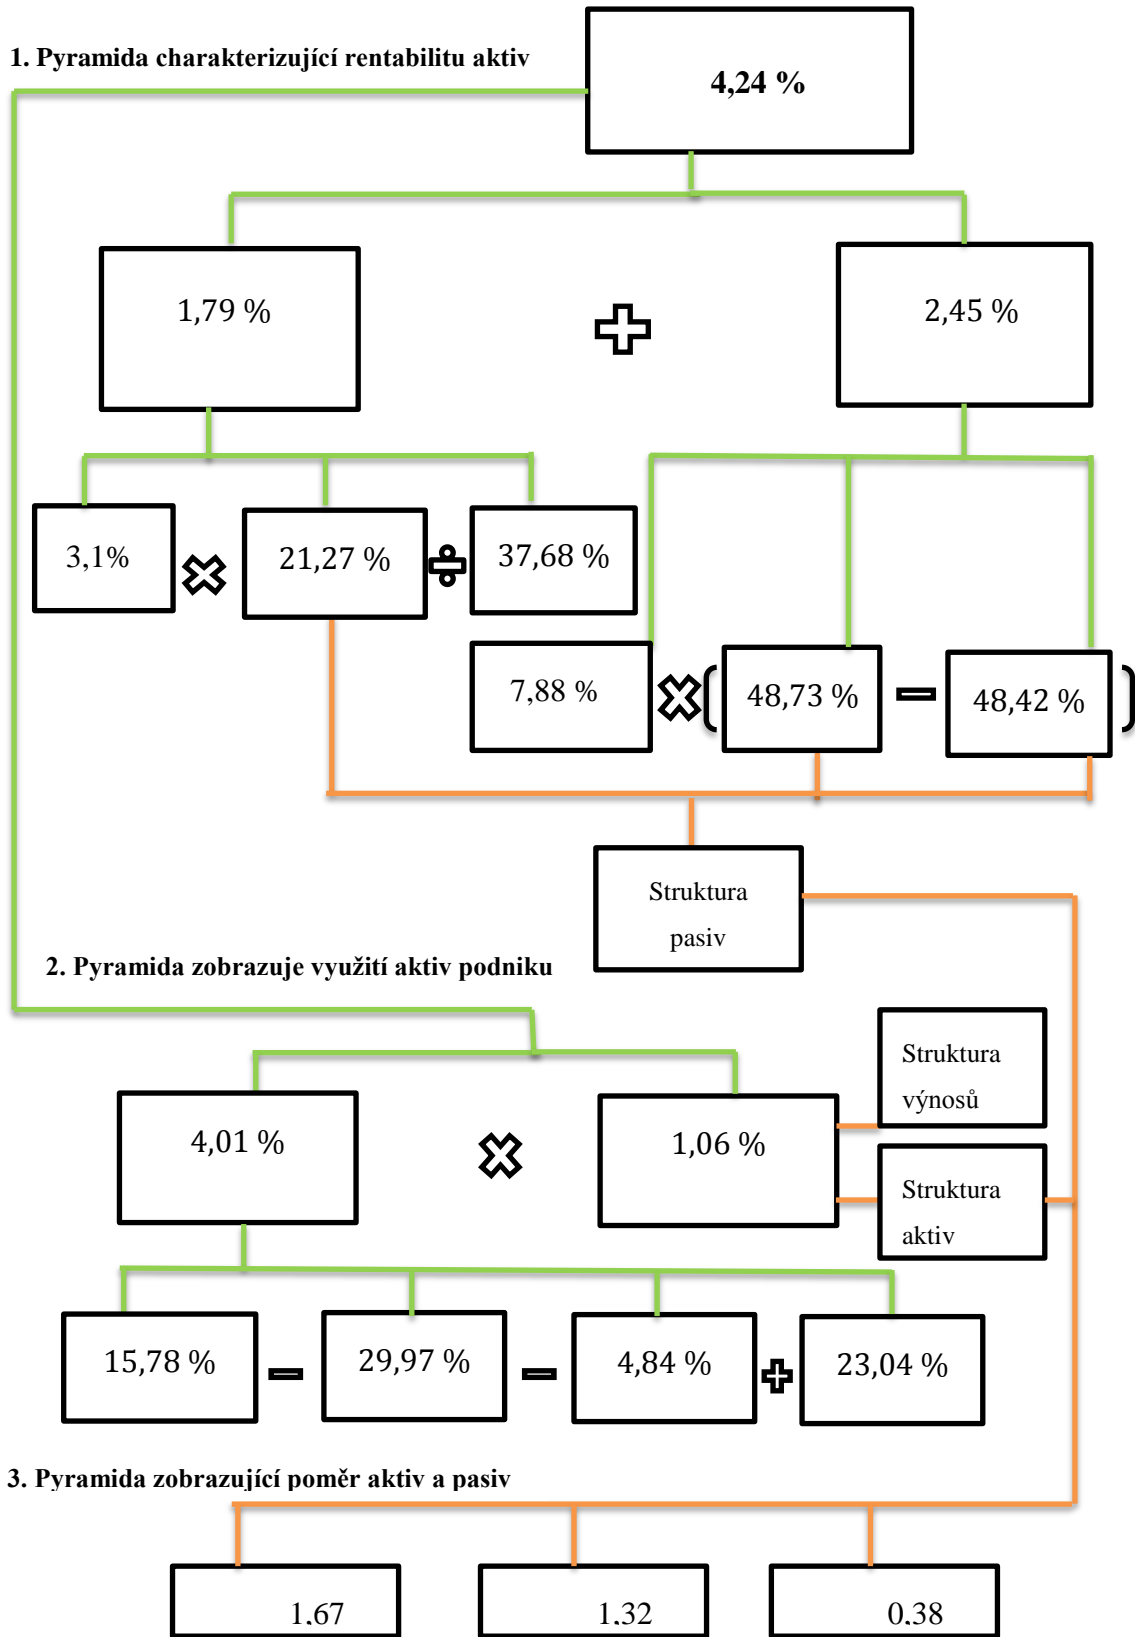 1. Pyramida charakterizující rentabilitu aktiv
4,24 %
1,79 %
2,45 %
3,1%
21,27 %
37,68 %
7,88 %
48,73 %
48,42 %
Struktura
pasiv
2. Pyramida zobrazuje využití aktiv podniku
Struktura
výnosů
4,01 %
1,06 %
Struktura
aktiv
15,78 %
29,97 %
4,84 %
23,04 %
3. Pyramida zobrazující poměr aktiv a pasiv
1,67
1,32
0,38